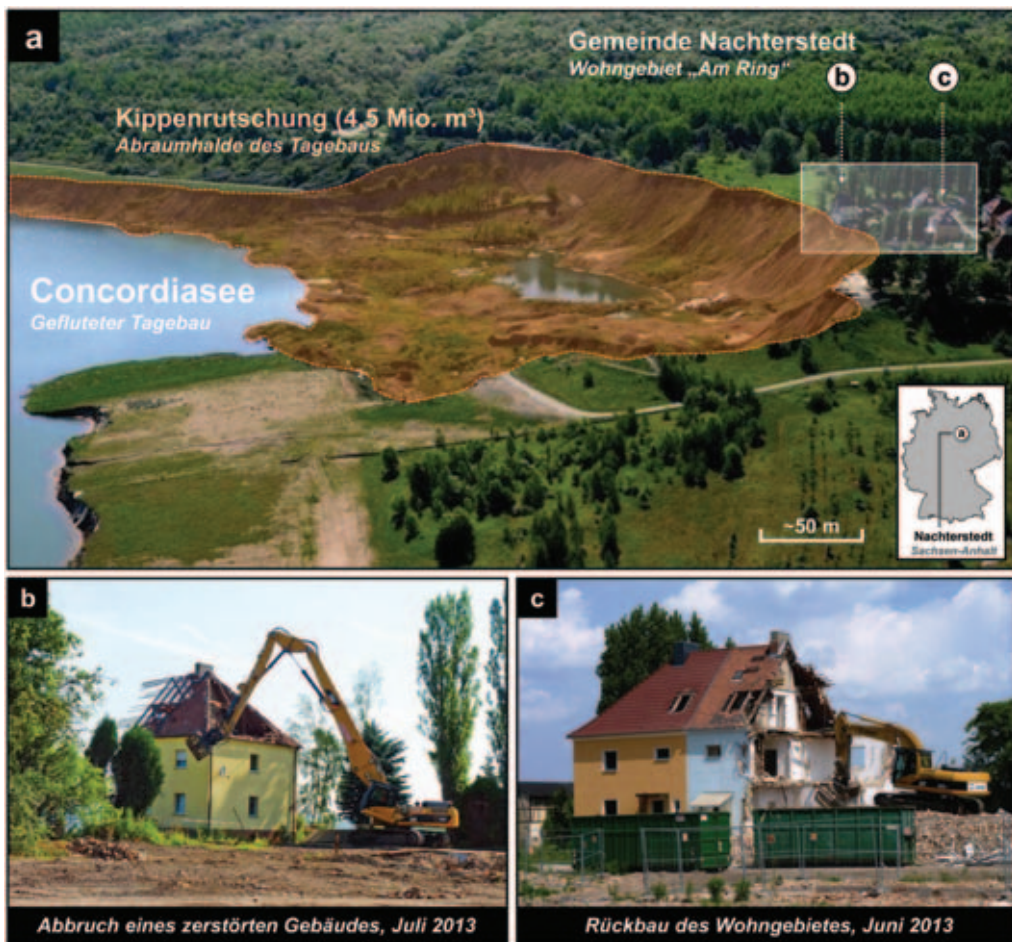 a
Gemeinde Nachterstedt
Wohngebiet „Am Ring“
b
c
Kippenrutschung (4,5 Mio. m³)
Abraumhalde des Tagebaus
Concordiasee
Gefluteter Tagebau
~50 m
a
Nachterstedt
Sachsen-Anhalt
b
Abbruch eines zerstörten Gebäudes, Juli 2013
c
Rückbau des Wohngebietes, Juni 2013